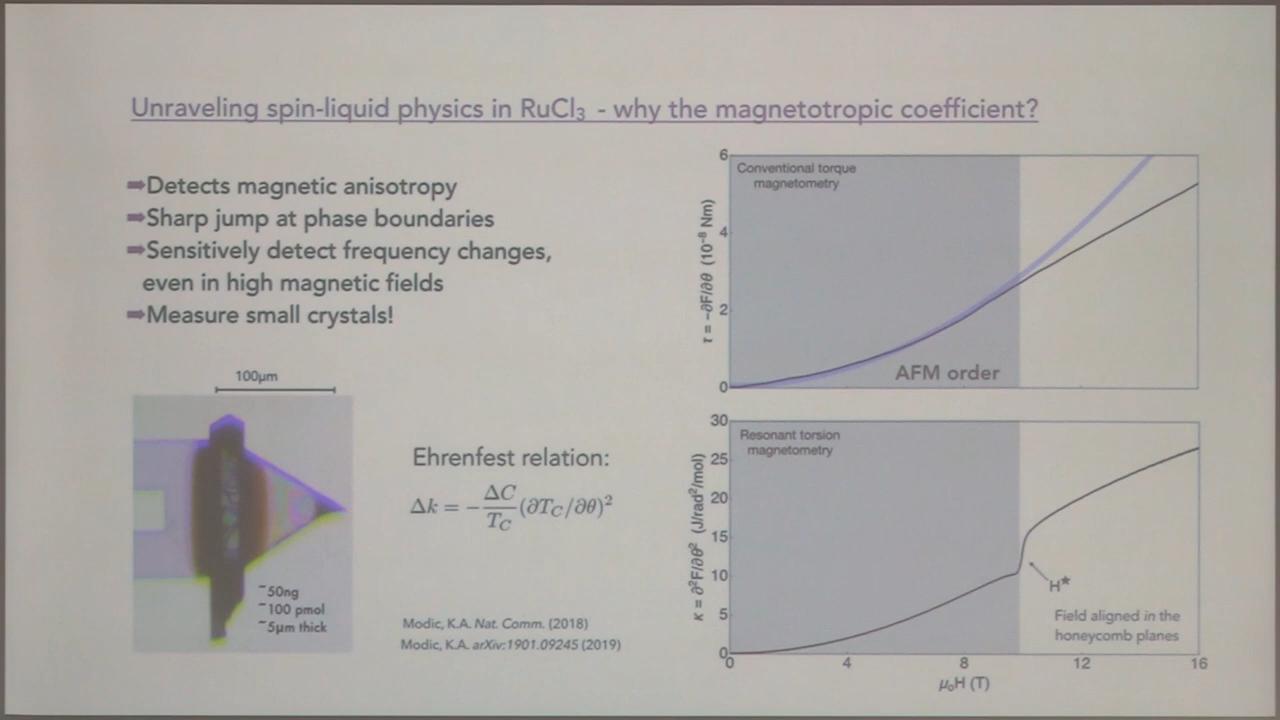 Unraveling spin-liquid physics in RuCl₃ - why the magnetotropic coefficient?
➡Detects magnetic anisotropy
➡Sharp jump at phase boundaries
➡Sensitively detect frequency changes,
even in high magnetic fields
➡Measure small crystals!
100μm
~50ng
~100 pmol
~5μm thick
Ehrenfest relation:
Δk = −ΔC/T_C (∂T_C/∂θ)²
Modic, K.A. Nat. Comm. (2018)
Modic, K.A. arXiv:1901.09245 (2019)
Conventional torque
magnetometry
τ = −∂F/∂θ (10⁻⁸ Nm)
6
4
2
0
AFM order
Resonant torsion
magnetometry
κ = ∂²F/∂θ² (J/rad²/mol)
30
25
20
15
10
5
0
H*
Field aligned in the
honeycomb planes
0 4 8 12 16
μ₀H (T)